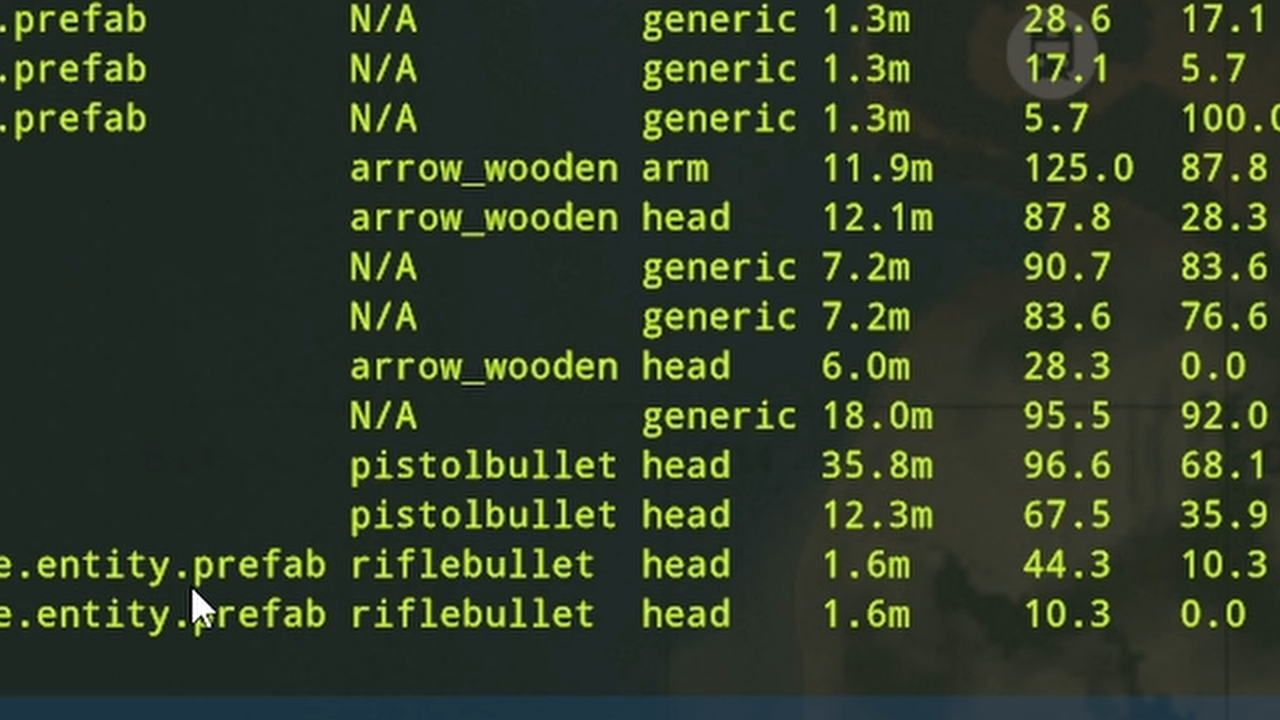 .prefab N/A generic 1.3m 28.6 17.1
.prefab N/A generic 1.3m 17.1 5.7
.prefab N/A generic 1.3m 5.7 100.0
arrow_wooden arm 11.9m 125.0 87.8
arrow_wooden head 12.1m 87.8 28.3
N/A generic 7.2m 90.7 83.6
N/A generic 7.2m 83.6 76.6
arrow_wooden head 6.0m 28.3 0.0
N/A generic 18.0m 95.5 92.0
pistolbullet head 35.8m 96.6 68.1
pistolbullet head 12.3m 67.5 35.9
e.entity.prefab riflebullet head 1.6m 44.3 10.3
e.entity.prefab riflebullet head 1.6m 10.3 0.0